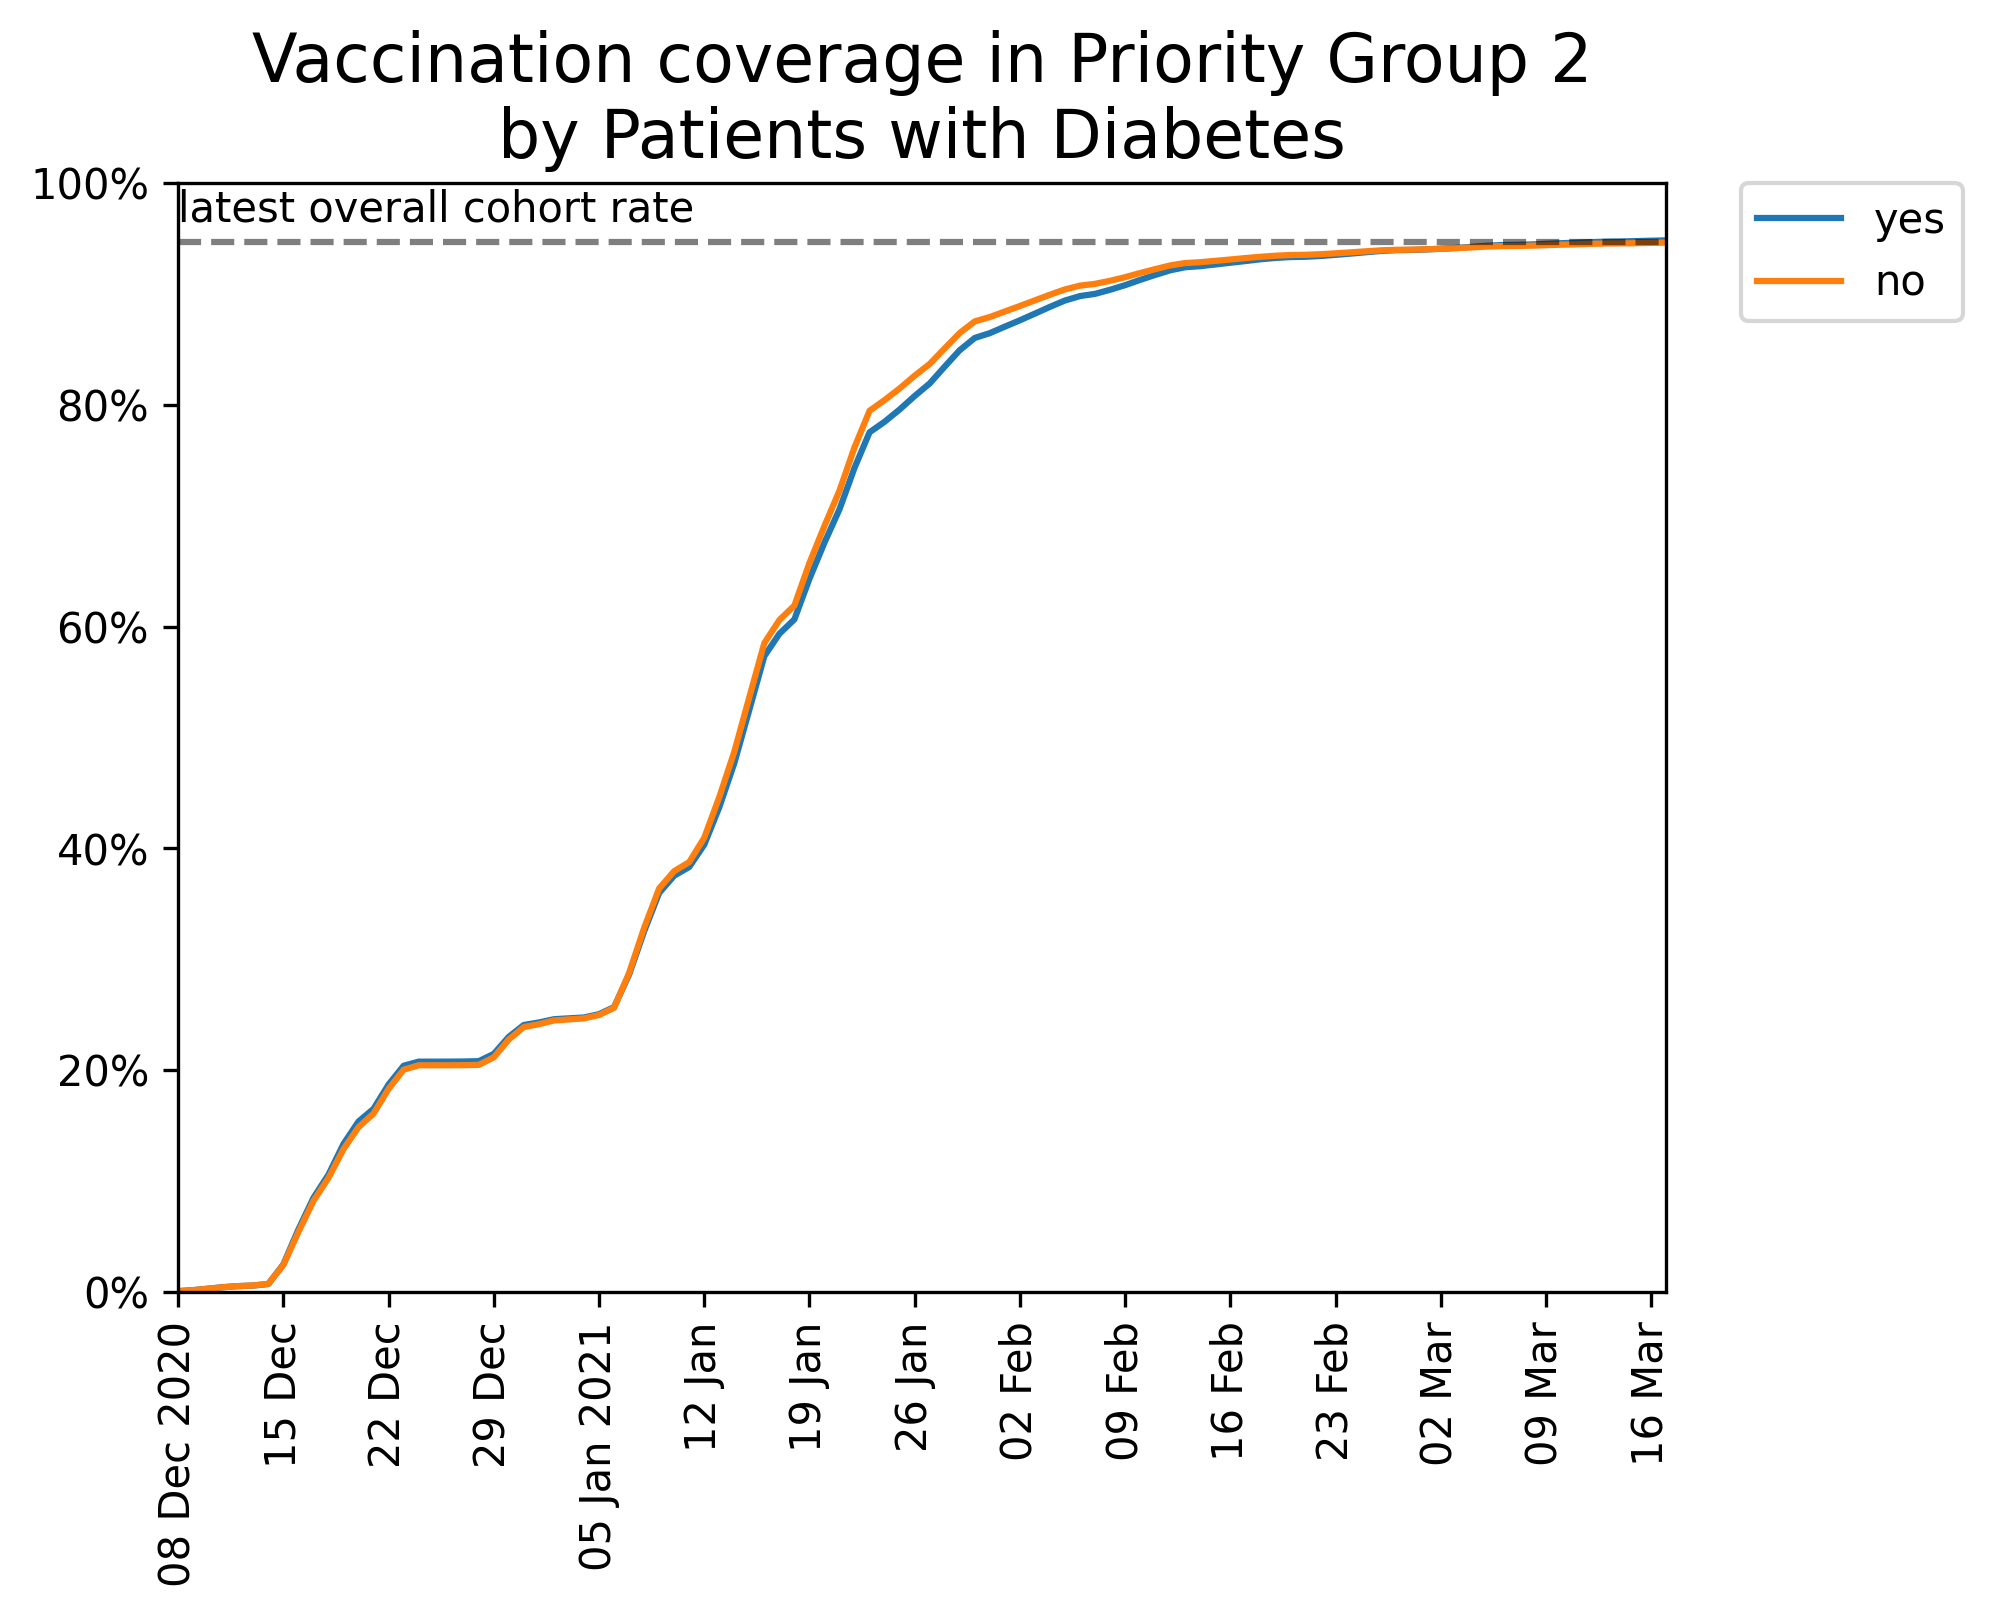 Vaccination coverage in Priority Group 2
by Patients with Diabetes
100%
latest overall cohort rate
80%
60%
40%
20%
0%
yes
no
08 Dec 2020
15 Dec
22 Dec
29 Dec
05 Jan 2021
12 Jan
19 Jan
26 Jan
02 Feb
09 Feb
16 Feb
23 Feb
02 Mar
09 Mar
16 Mar